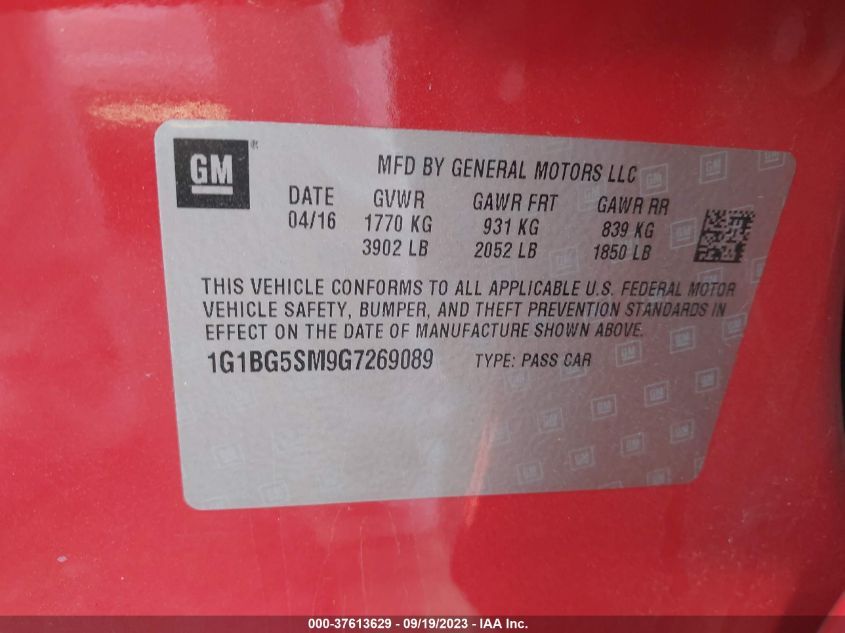 GM ®
MFD BY GENERAL MOTORS LLC
DATE GVWR GAWR FRT GAWR RR
04/16 1770 KG 931 KG 839 KG
3902 LB 2052 LB 1850 LB
THIS VEHICLE CONFORMS TO ALL APPLICABLE U.S. FEDERAL MOTOR
VEHICLE SAFETY, BUMPER, AND THEFT PREVENTION STANDARDS IN
EFFECT ON THE DATE OF MANUFACTURE SHOWN ABOVE.
1G1BG5SM9G7269089 TYPE: PASS CAR
000-37613629 - 09/19/2023 - IAA Inc.